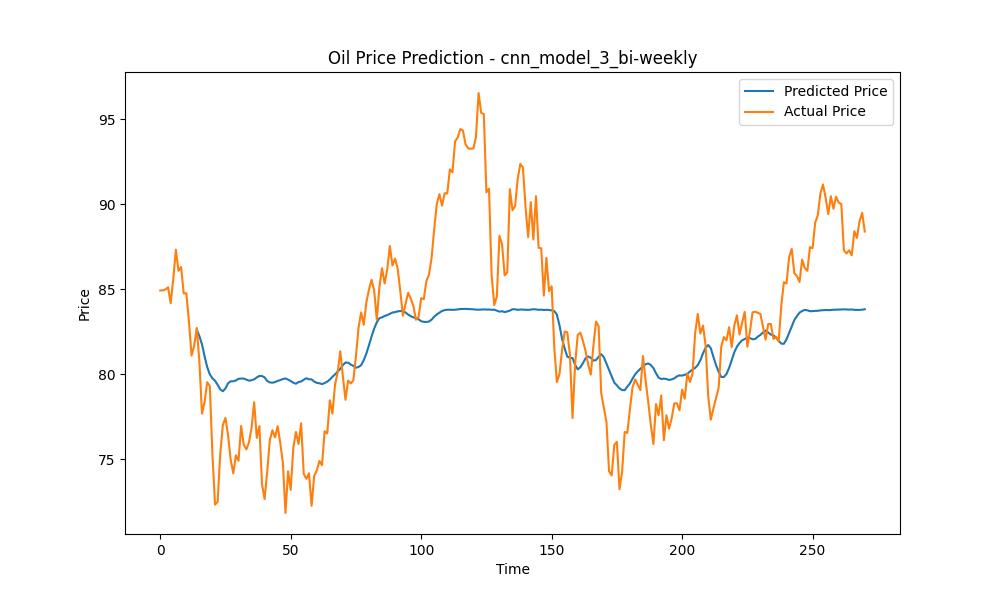 Oil Price Prediction - cnn_model_3_bi-weekly
Predicted Price
Actual Price
95
90
85
80
75
Price
0 50 100 150 200 250
Time